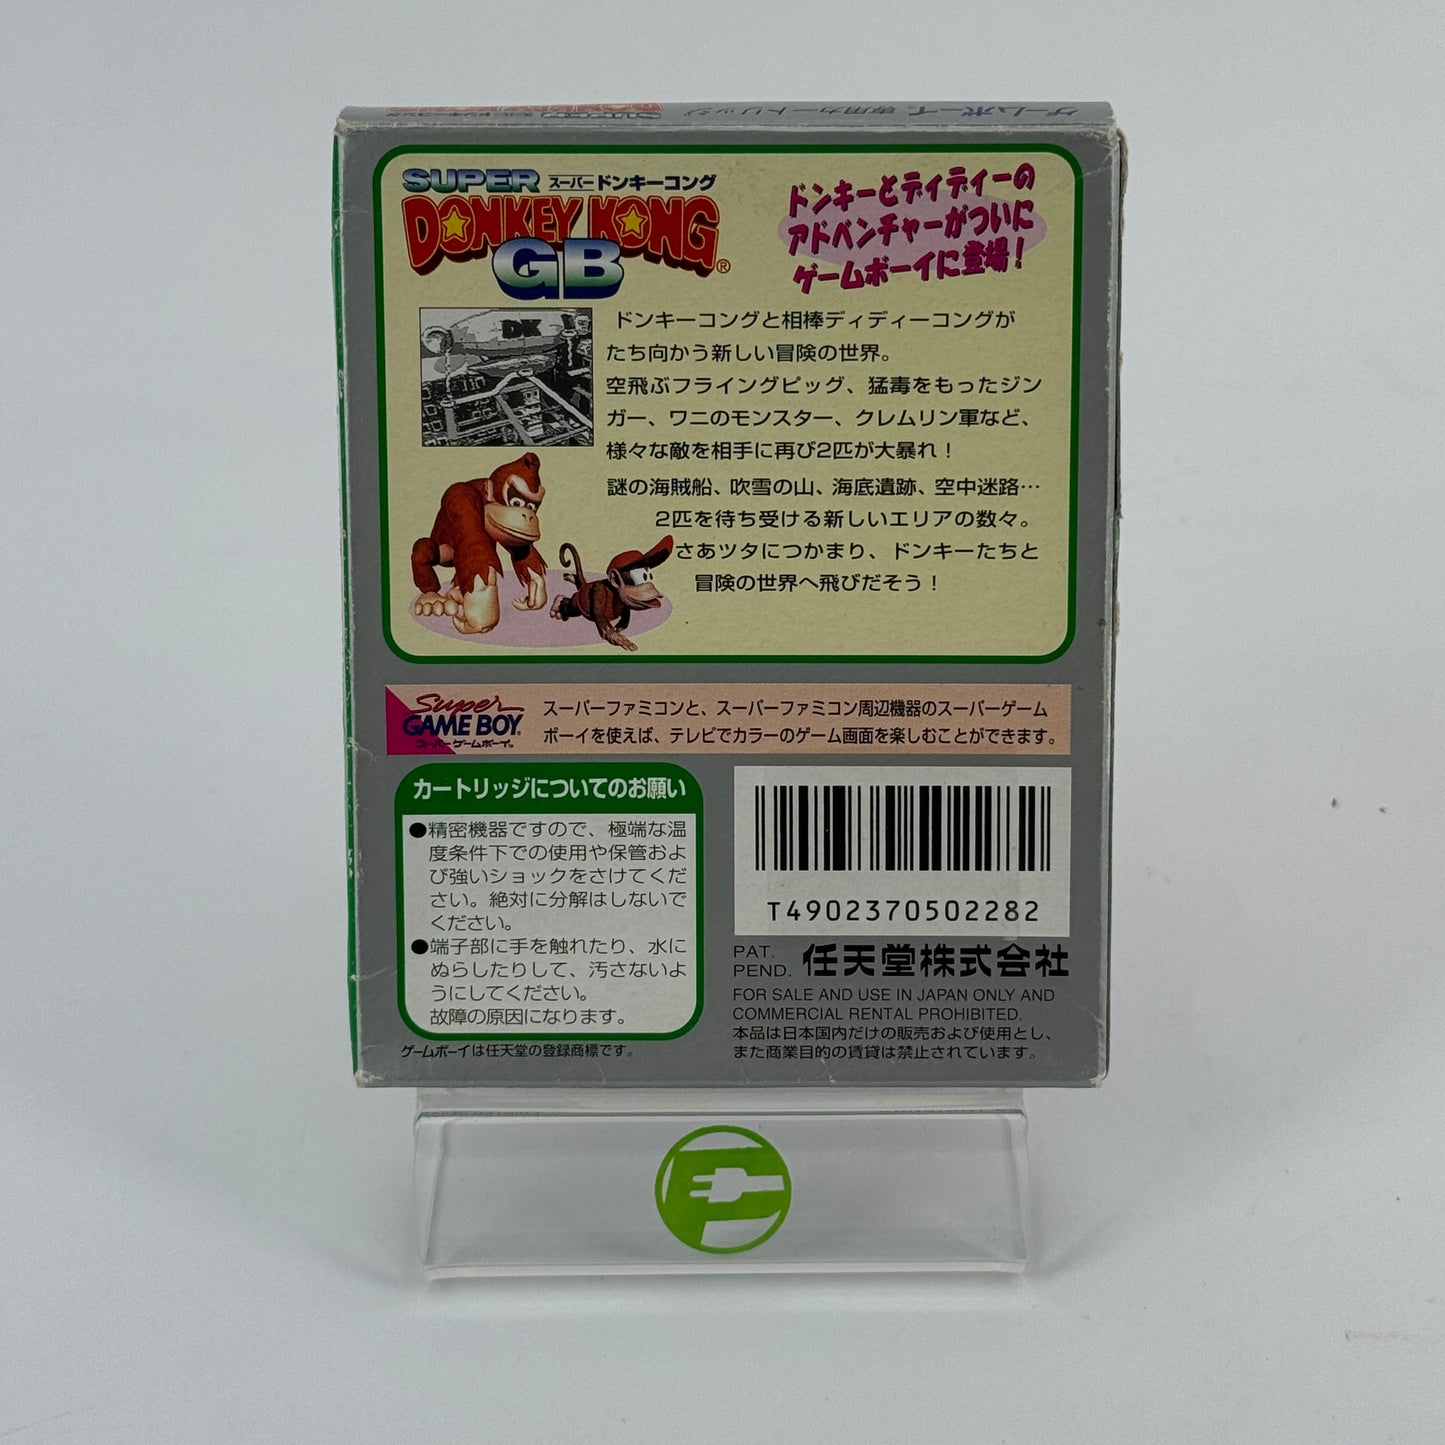 ゲームボーイ専用カートリッジ
SUPER スーパードンキーコング
DONKEY KONG
GB®
ドンキーとディディーの
アドベンチャーがついに
ゲームボーイに登場!
DK
ドンキーコングと相棒ディディーコングが
たち向かう新しい冒険の世界。
空飛ぶフライングピッグ、猛毒をもったジン
ガー、ワニのモンスター、クレムリン軍など、
様々な敵を相手に再び2匹が大暴れ!
謎の海賊船、吹雪の山、海底遺跡、空中迷路…
2匹を待ち受ける新しいエリアの数々。
さあツタにつかまり、ドンキーたちと
冒険の世界へ飛びだそう!
Super
GAME BOY®
スーパーゲームボーイ®
スーパーファミコンと、スーパーファミコン周辺機器のスーパーゲーム
ボーイを使えば、テレビでカラーのゲーム画面を楽しむことができます。
カートリッジについてのお願い
●精密機器ですので、極端な温
度条件下での使用や保管およ
び強いショックをさけてくだ
さい。絶対に分解はしないで
ください。
●端子部に手を触れたり、水に
ぬらしたりして、汚さないよ
うにしてください。
故障の原因になります。
ゲームボーイは任天堂の登録商標です。
T4902370502282
PAT.
PEND. 任天堂株式会社
FOR SALE AND USE IN JAPAN ONLY AND
COMMERCIAL RENTAL PROHIBITED.
本品は日本国内だけの販売および使用とし、
また商業目的の賃貸は禁止されています。